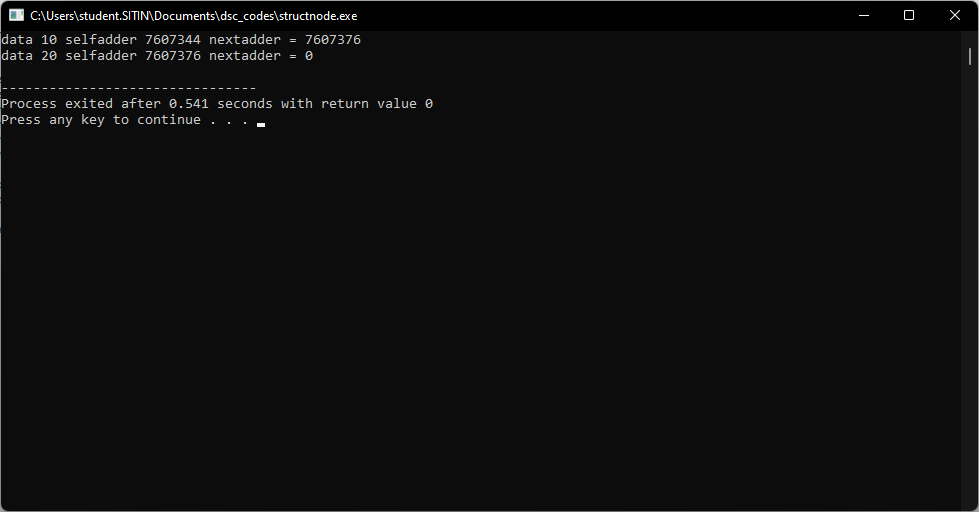 C:\Users\student.SITIN\Documents\dsc_codes\structnode.exe
data 10 selfadder 7607344 nextadder = 7607376
data 20 selfadder 7607376 nextadder = 0
--------------------------------
Process exited after 0.541 seconds with return value 0
Press any key to continue . . .